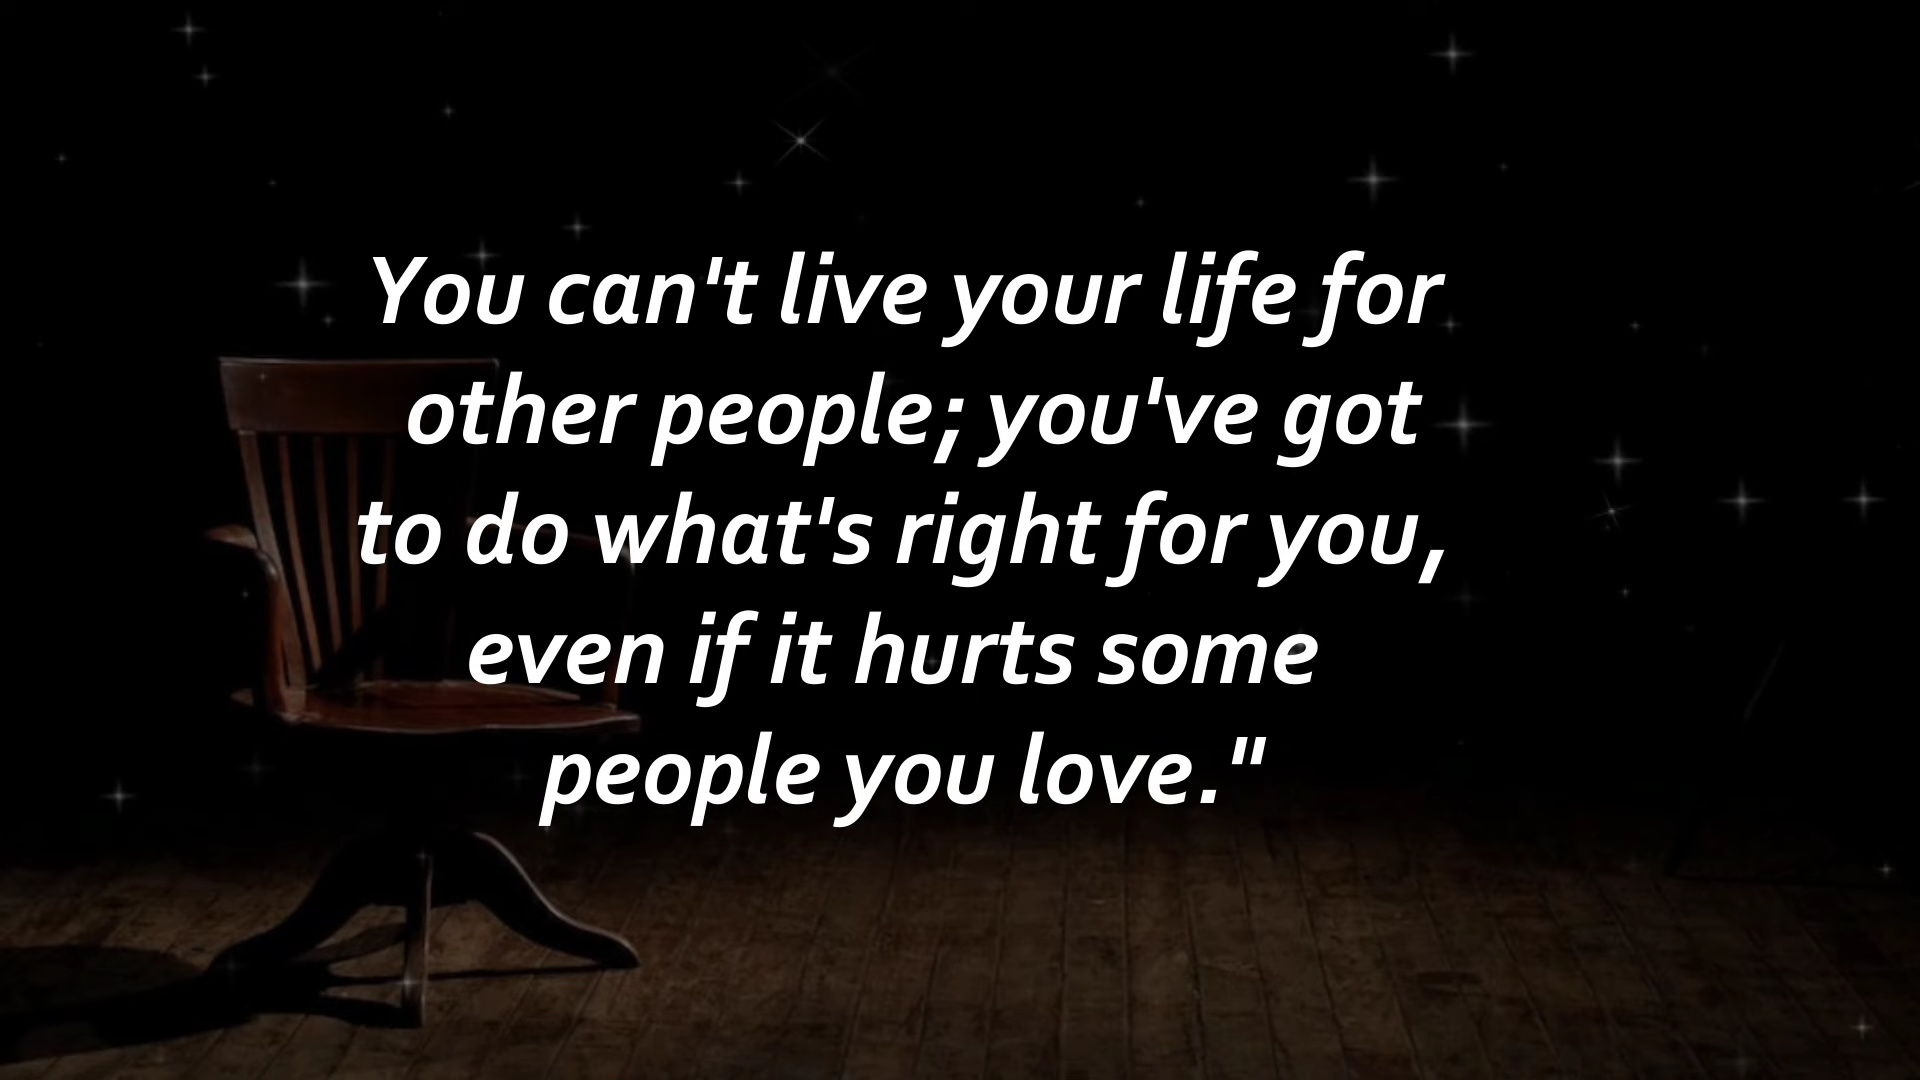 You can't live your life for
other people; you've got
to do what's right for you,
even if it hurts some
people you love."